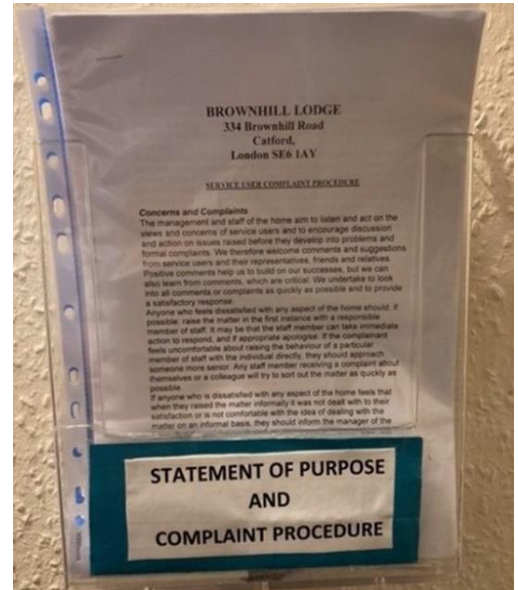 BROWNHILL LODGE
334 Brownhill Road
Catford,
London SE6 1AY
SERVICE USER COMPLAINT PROCEDURE
Concerns and Complaints
The management and staff of the home aim to listen and act on the
views and concerns of service users and to encourage discussion
and action on issues raised before they develop into problems and
formal complaints. We therefore welcome comments and suggestions
from service users and their representatives, friends and relatives.
Positive comments help us to build on our successes, but we can
also learn from comments, which are critical. We undertake to look
into all comments or complaints as quickly as possible and to provide
a satisfactory response.
Anyone who feels dissatisfied with any aspect of the home should, if
possible, raise the matter in the first instance with a responsible
member of staff. It may be that the staff member can take immediate
action to respond, and if appropriate apologise. If the complainant
feels uncomfortable about raising the behaviour of a particular
member of staff with the individual directly, they should approach
someone more senior. Any staff member receiving a complaint about
themselves or a colleague will try to sort out the matter as quickly as
possible.
If anyone who is dissatisfied with any aspect of the home feels that
when they raised the matter informally it was not dealt with to their
satisfaction or is not comfortable with the idea of dealing with the
matter on an informal basis, they should inform the manager of the
STATEMENT OF PURPOSE
AND
COMPLAINT PROCEDURE